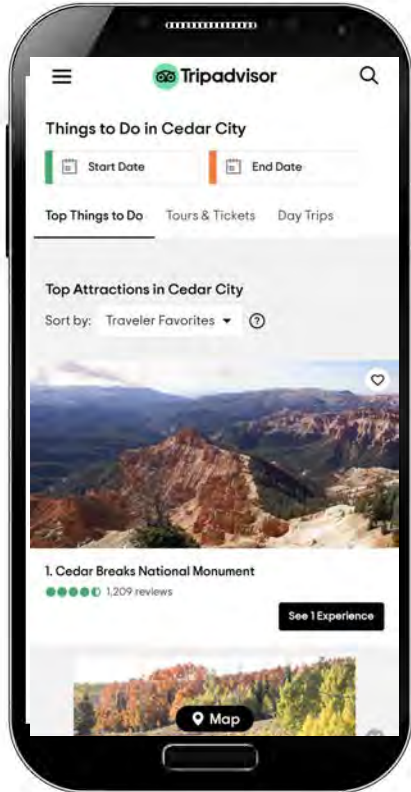 Tripadvisor
Things to Do in Cedar City
Start Date
End Date
Top Things to Do Tours & Tickets Day Trips
Top Attractions in Cedar City
Sort by: Traveler Favorites ?
1. Cedar Breaks National Monument
1,209 reviews
See 1 Experience
Map